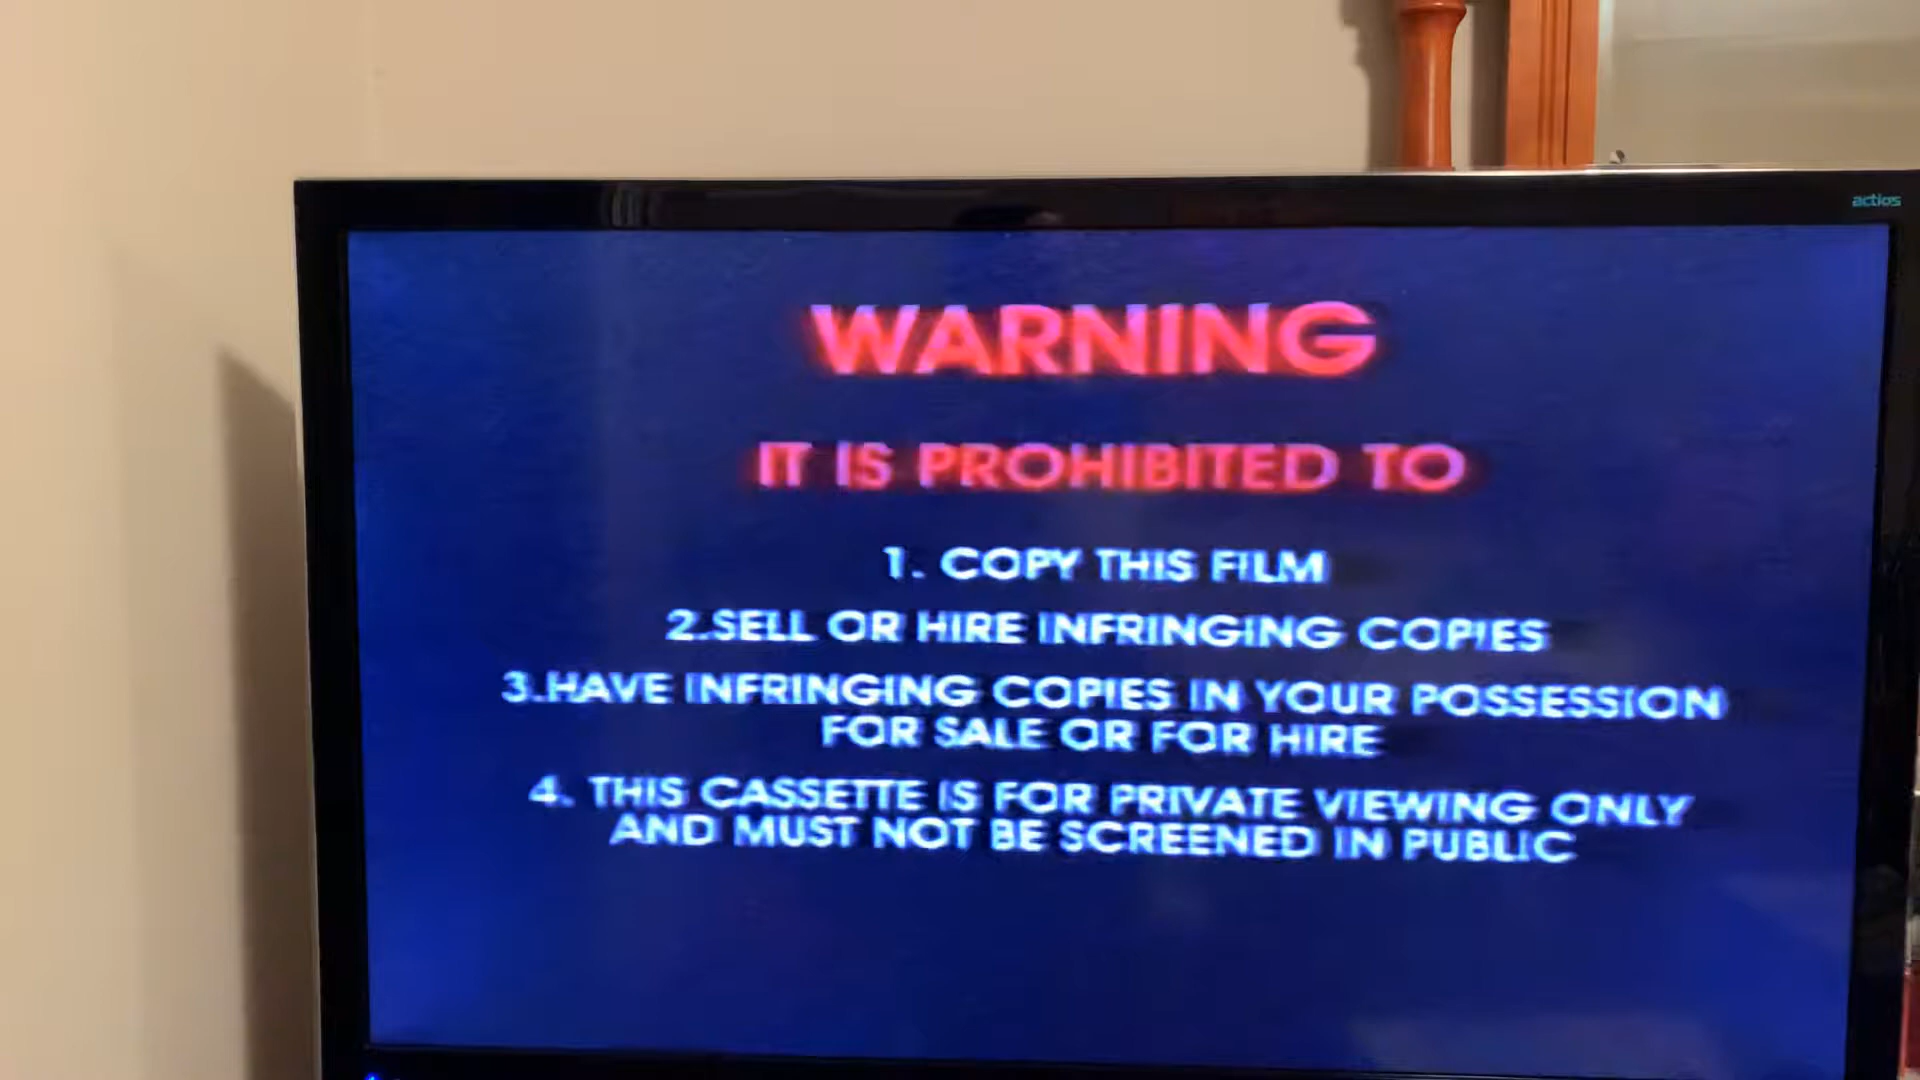 actios
WARNING
IT IS PROHIBITED TO
1. COPY THIS FILM
2.SELL OR HIRE INFRINGING COPIES
3.HAVE INFRINGING COPIES IN YOUR POSSESSION
FOR SALE OR FOR HIRE
4. THIS CASSETTE IS FOR PRIVATE VIEWING ONLY
AND MUST NOT BE SCREENED IN PUBLIC